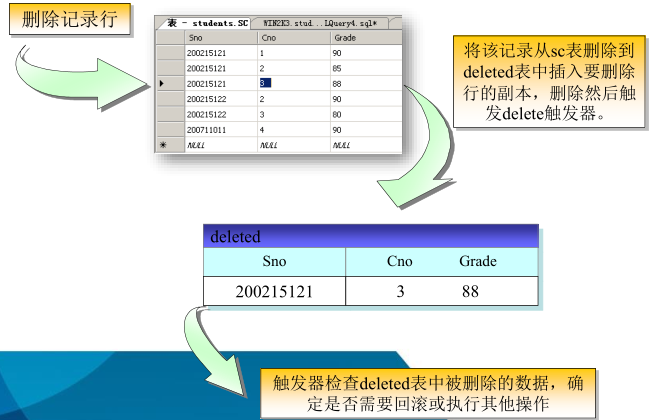 删除记录行
表 - students.SC WIN2K3.stud...LQuery4.sql*
Sno Cno Grade
200215121 1 90
200215121 2 85
200215121 3 88
200215122 2 90
200215122 3 80
200711011 4 90
NULL NULL NULL
将该记录从sc表删除到
deleted表中插入要删除
行的副本，删除然后触
发delete触发器。
deleted
Sno Cno Grade
200215121 3 88
触发器检查deleted表中被删除的数据，确
定是否需要回滚或执行其他操作